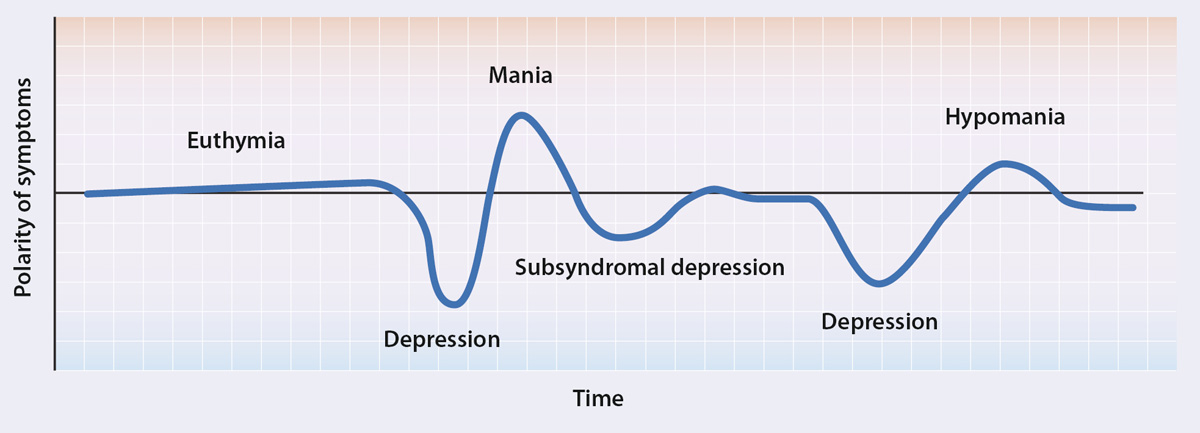 Mania
Hypomania
Euthymia
Polarity of symptoms
Subsyndromal depression
Depression
Depression
Time